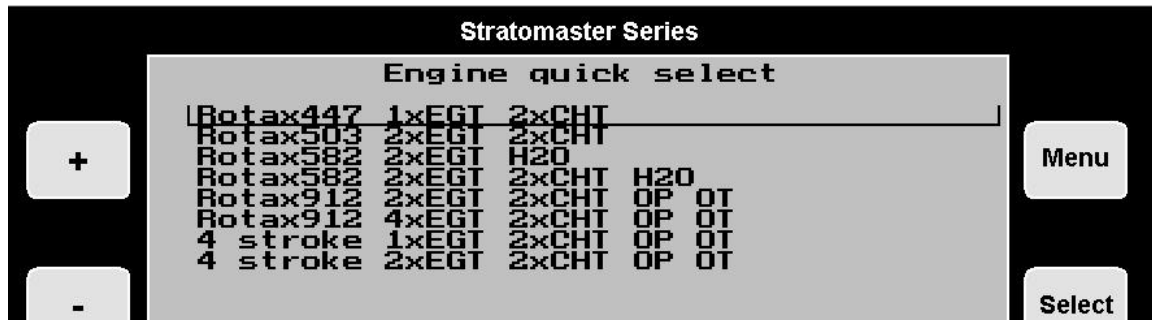 Stratomaster Series
Engine quick select
Rotax447 1xEGT 2xCHT
Rotax503 2xEGT 2xCHT
Rotax582 2xEGT H2O
Rotax582 2xEGT 2xCHT H2O
Rotax912 2xEGT 2xCHT OP OT
Rotax912 4xEGT 2xCHT OP OT
4 stroke 1xEGT 2xCHT OP OT
4 stroke 2xEGT 2xCHT OP OT
+
Menu
-
Select